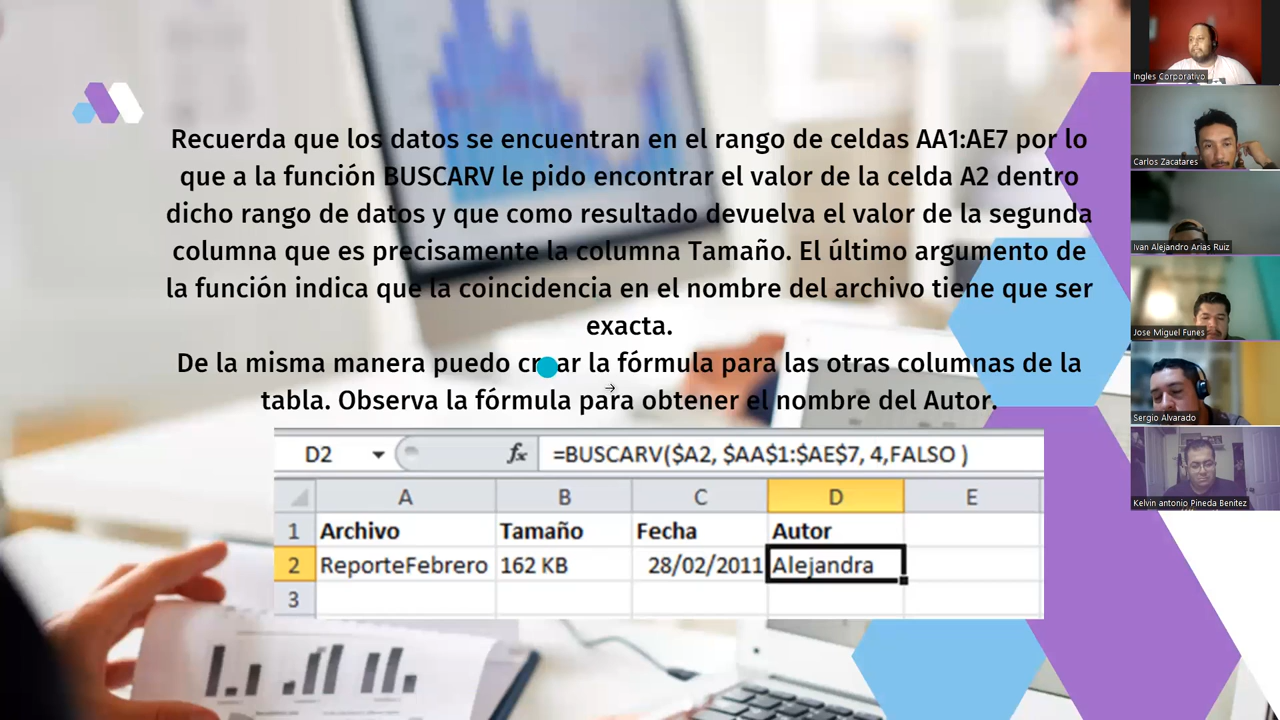 Recuerda que los datos se encuentran en el rango de celdas AA1:AE7 por lo
que a la función BUSCARV le pido encontrar el valor de la celda A2 dentro
dicho rango de datos y que como resultado devuelva el valor de la segunda
columna que es precisamente la columna Tamaño. El último argumento de
la función indica que la coincidencia en el nombre del archivo tiene que ser
exacta.
De la misma manera puedo crear la fórmula para las otras columnas de la
tabla. Observa la fórmula para obtener el nombre del Autor.
D2 fx =BUSCARV($A2, $AA$1:$AE$7, 4,FALSO )
A B C D E
1 Archivo Tamaño Fecha Autor
2 ReporteFebrero 162 KB 28/02/2011 Alejandra
3
Ingles Corporativo
Carlos Zacatares
Ivan Alejandro Arias Ruiz
Jose Miguel Funes
Sergio Alvarado
Kelvin antonio Pineda Benitez